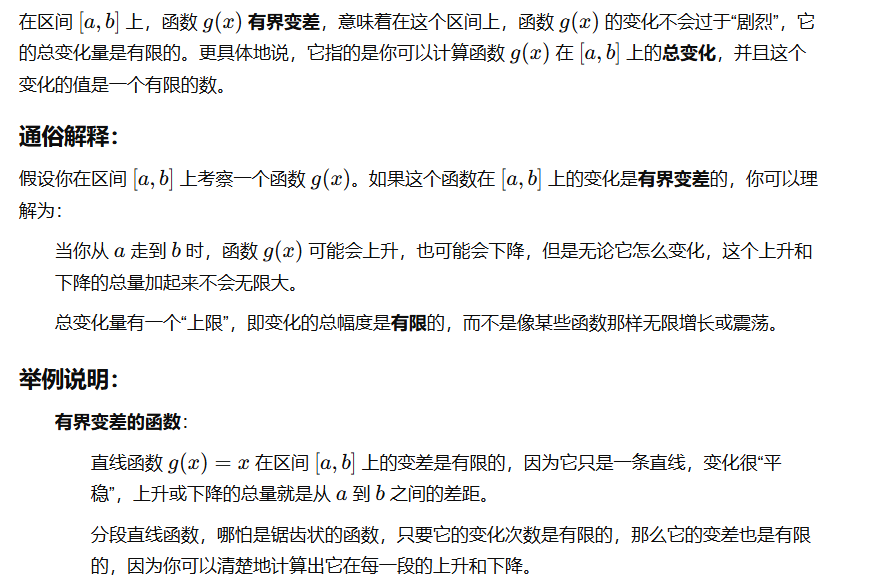 在区间 [a, b] 上，函数 g(x) 有界变差，意味着在这个区间上，函数 g(x) 的变化不会过于“剧烈”，它
的总变化量是有限的。更具体地说，它指的是你可以计算函数 g(x) 在 [a, b] 上的总变化，并且这个
变化的值是一个有限的数。
通俗解释：
假设你在区间 [a, b] 上考察一个函数 g(x)。如果这个函数在 [a, b] 上的变化是有界变差的，你可以理
解为：
当你从 a 走到 b 时，函数 g(x) 可能会上升，也可能会下降，但是无论它怎么变化，这个上升和
下降的总量加起来不会无限大。
总变化量有一个“上限”，即变化的总幅度是有限的，而不是像某些函数那样无限增长或震荡。
举例说明：
有界变差的函数：
直线函数 g(x) = x 在区间 [a, b] 上的变差是有限的，因为它只是一条直线，变化很“平
稳”，上升或下降的总量就是从 a 到 b 之间的差距。
分段直线函数，哪怕是锯齿状的函数，只要它的变化次数是有限的，那么它的变差也是有限
的，因为你可以清楚地计算出它在每一段的上升和下降。